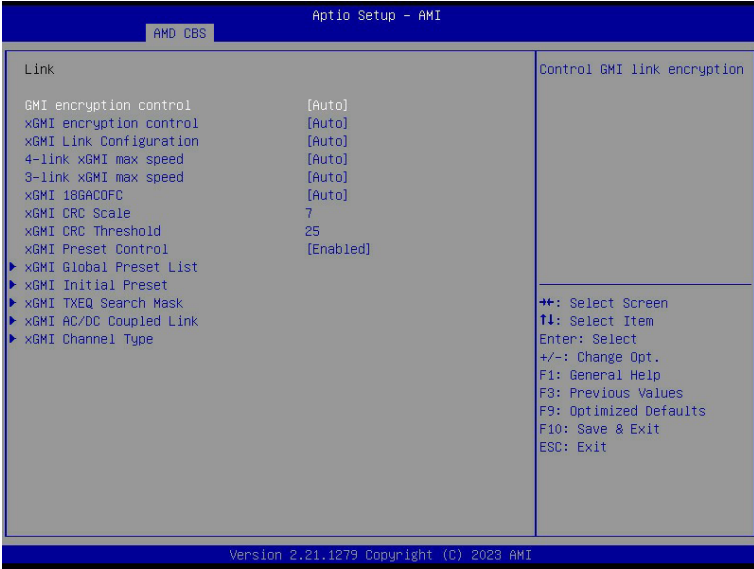 Aptio Setup – AMI
AMD CBS
Link
GMI encryption control [Auto]
xGMI encryption control [Auto]
xGMI Link Configuration [Auto]
4-link xGMI max speed [Auto]
3-link xGMI max speed [Auto]
xGMI 18GACOFC [Auto]
xGMI CRC Scale 7
xGMI CRC Threshold 25
xGMI Preset Control [Enabled]
► xGMI Global Preset List
► xGMI Initial Preset
► xGMI TXEQ Search Mask
► xGMI AC/DC Coupled Link
► xGMI Channel Type
Control GMI link encryption
→←: Select Screen
↑↓: Select Item
Enter: Select
+/-: Change Opt.
F1: General Help
F3: Previous Values
F9: Optimized Defaults
F10: Save & Exit
ESC: Exit
Version 2.21.1279 Copyright (C) 2023 AMI